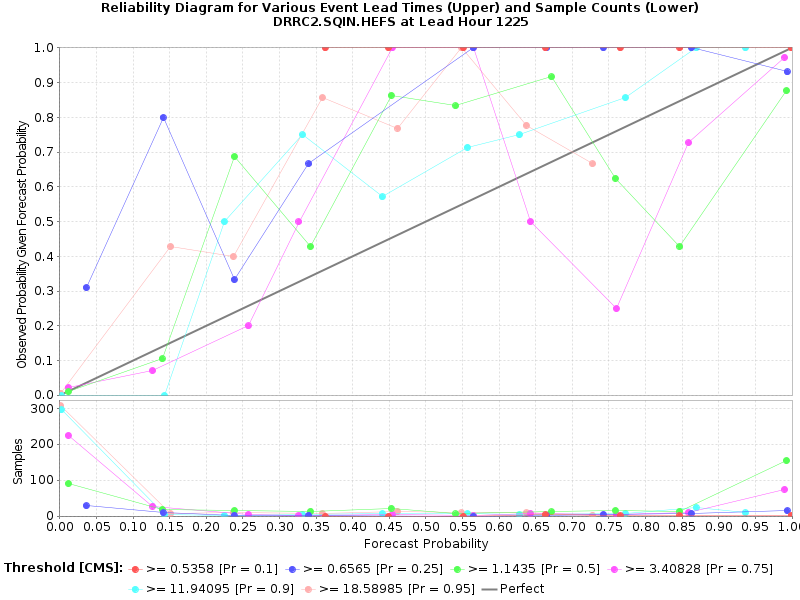 Reliability Diagram for Various Event Lead Times (Upper) and Sample Counts (Lower)
DRRC2.SQIN.HEFS at Lead Hour 1225
Observed Probability Given Forecast Probability
1.0
0.9
0.8
0.7
0.6
0.5
0.4
0.3
0.2
0.1
0.0
Samples
300
200
100
0
0.00 0.05 0.10 0.15 0.20 0.25 0.30 0.35 0.40 0.45 0.50 0.55 0.60 0.65 0.70 0.75 0.80 0.85 0.90 0.95 1.0
Forecast Probability
Threshold [CMS]: >= 0.5358 [Pr = 0.1] >= 0.6565 [Pr = 0.25] >= 1.1435 [Pr = 0.5] >= 3.40828 [Pr = 0.75]
>= 11.94095 [Pr = 0.9] >= 18.58985 [Pr = 0.95] Perfect